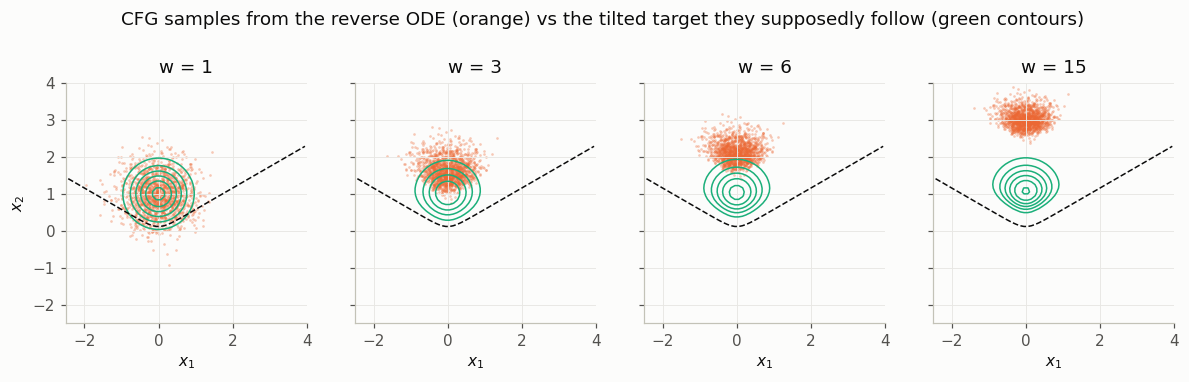 CFG samples from the reverse ODE (orange) vs the tilted target they supposedly follow (green contours)
w = 1
w = 3
w = 6
w = 15
4
3
2
1
0
−1
−2
x₂
−2 0 2 4
−2 0 2 4
−2 0 2 4
−2 0 2 4
x₁
x₁
x₁
x₁